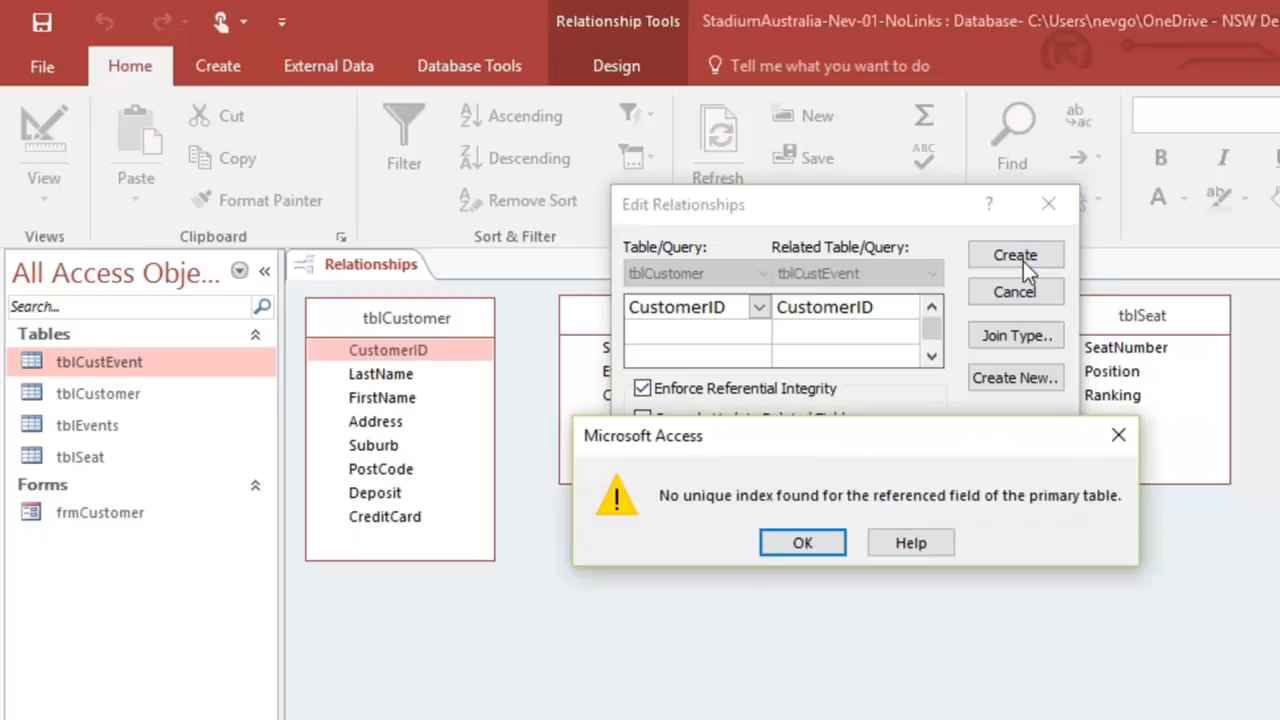 Relationship Tools
StadiumAustralia-Nev-01-NoLinks : Database- C:\Users\nevgo\OneDrive - NSW De
File
Home
Create
External Data
Database Tools
Design
Tell me what you want to do
View
Views
Paste
Cut
Copy
Format Painter
Clipboard
Filter
Ascending
Descending
Remove Sort
Sort & Filter
Refresh
New
Save
Σ
ABC
Find
ab
ac
B
I
A
ab
All Access Obje...
Search...
Tables
tblCustEvent
tblCustomer
tblEvents
tblSeat
Forms
frmCustomer
Relationships
tblCustomer
CustomerID
LastName
FirstName
Address
Suburb
PostCode
Deposit
CreditCard
S
E
C
tblSeat
SeatNumber
Position
Ranking
Edit Relationships
?
Table/Query:
Related Table/Query:
tblCustomer
tblCustEvent
CustomerID
CustomerID
Enforce Referential Integrity
Create
Cancel
Join Type..
Create New..
Microsoft Access
No unique index found for the referenced field of the primary table.
OK
Help